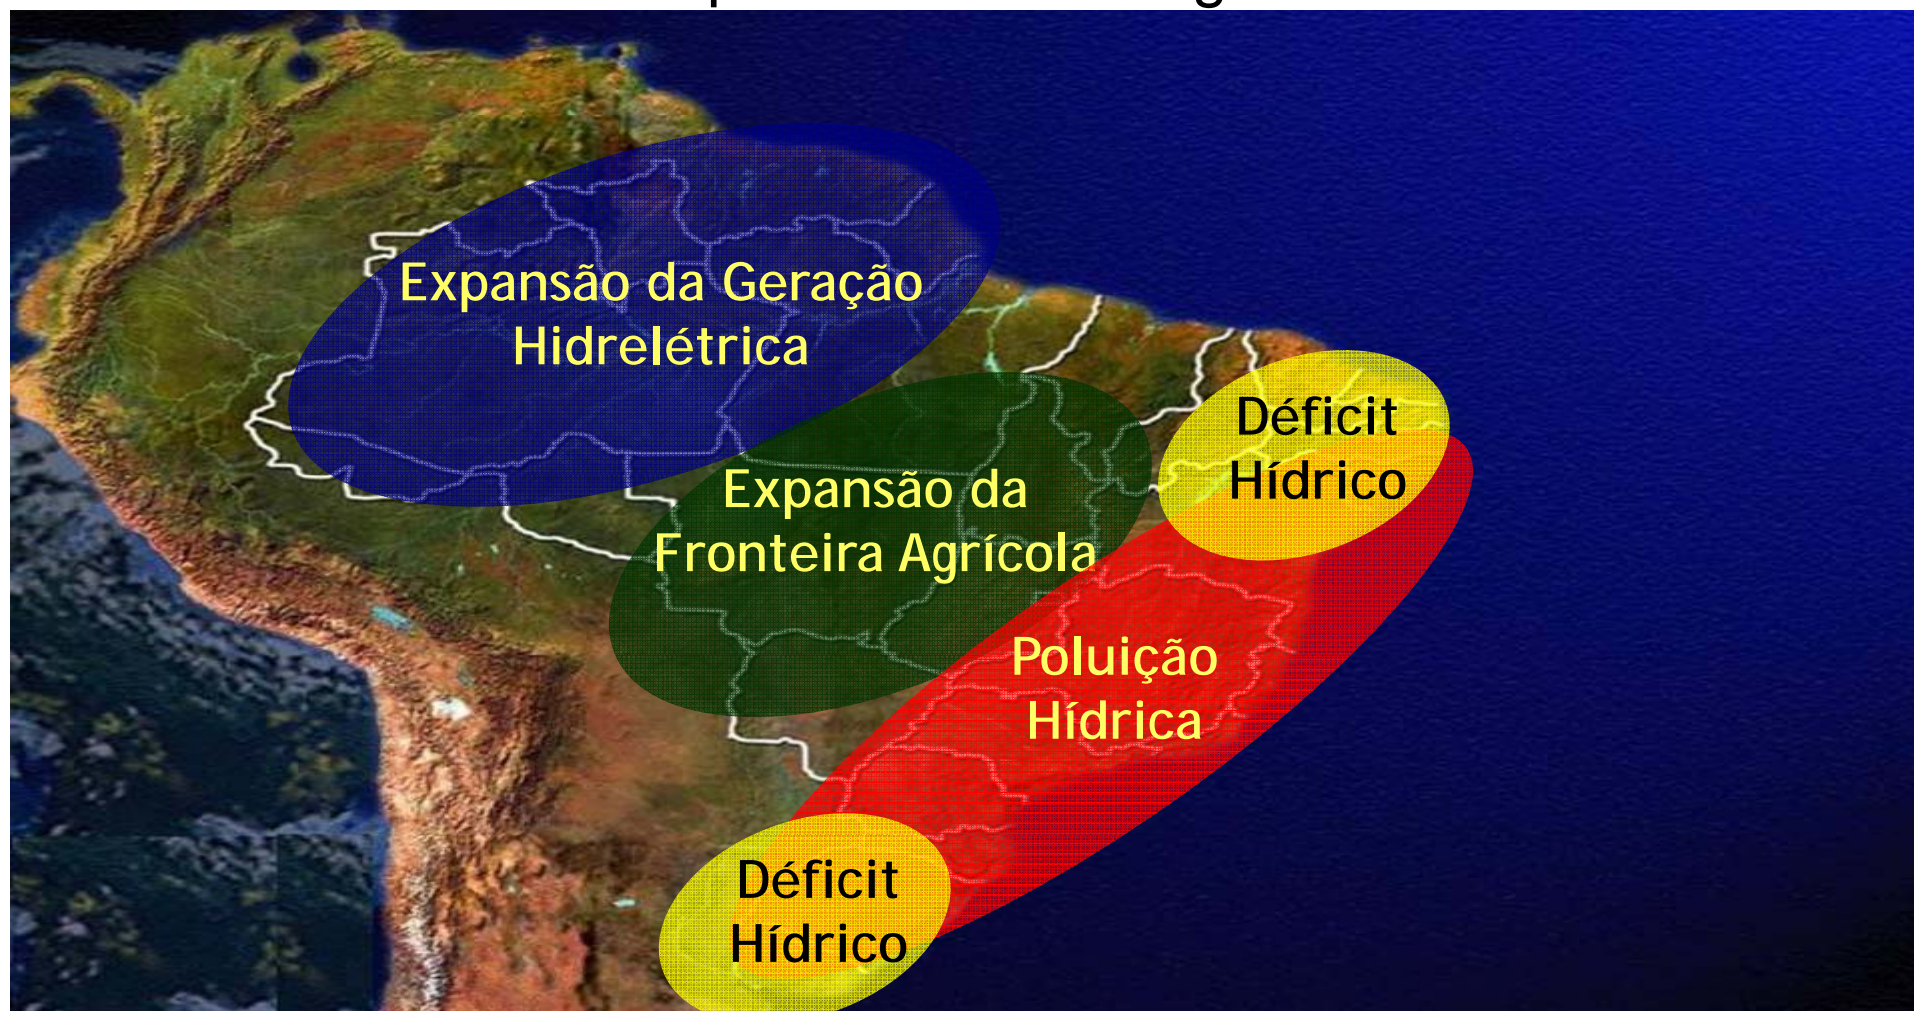 Expansão da Geração
Hidrelétrica
Déficit
Hídrico
Expansão da
Fronteira Agrícola
Poluição
Hídrica
Déficit
Hídrico